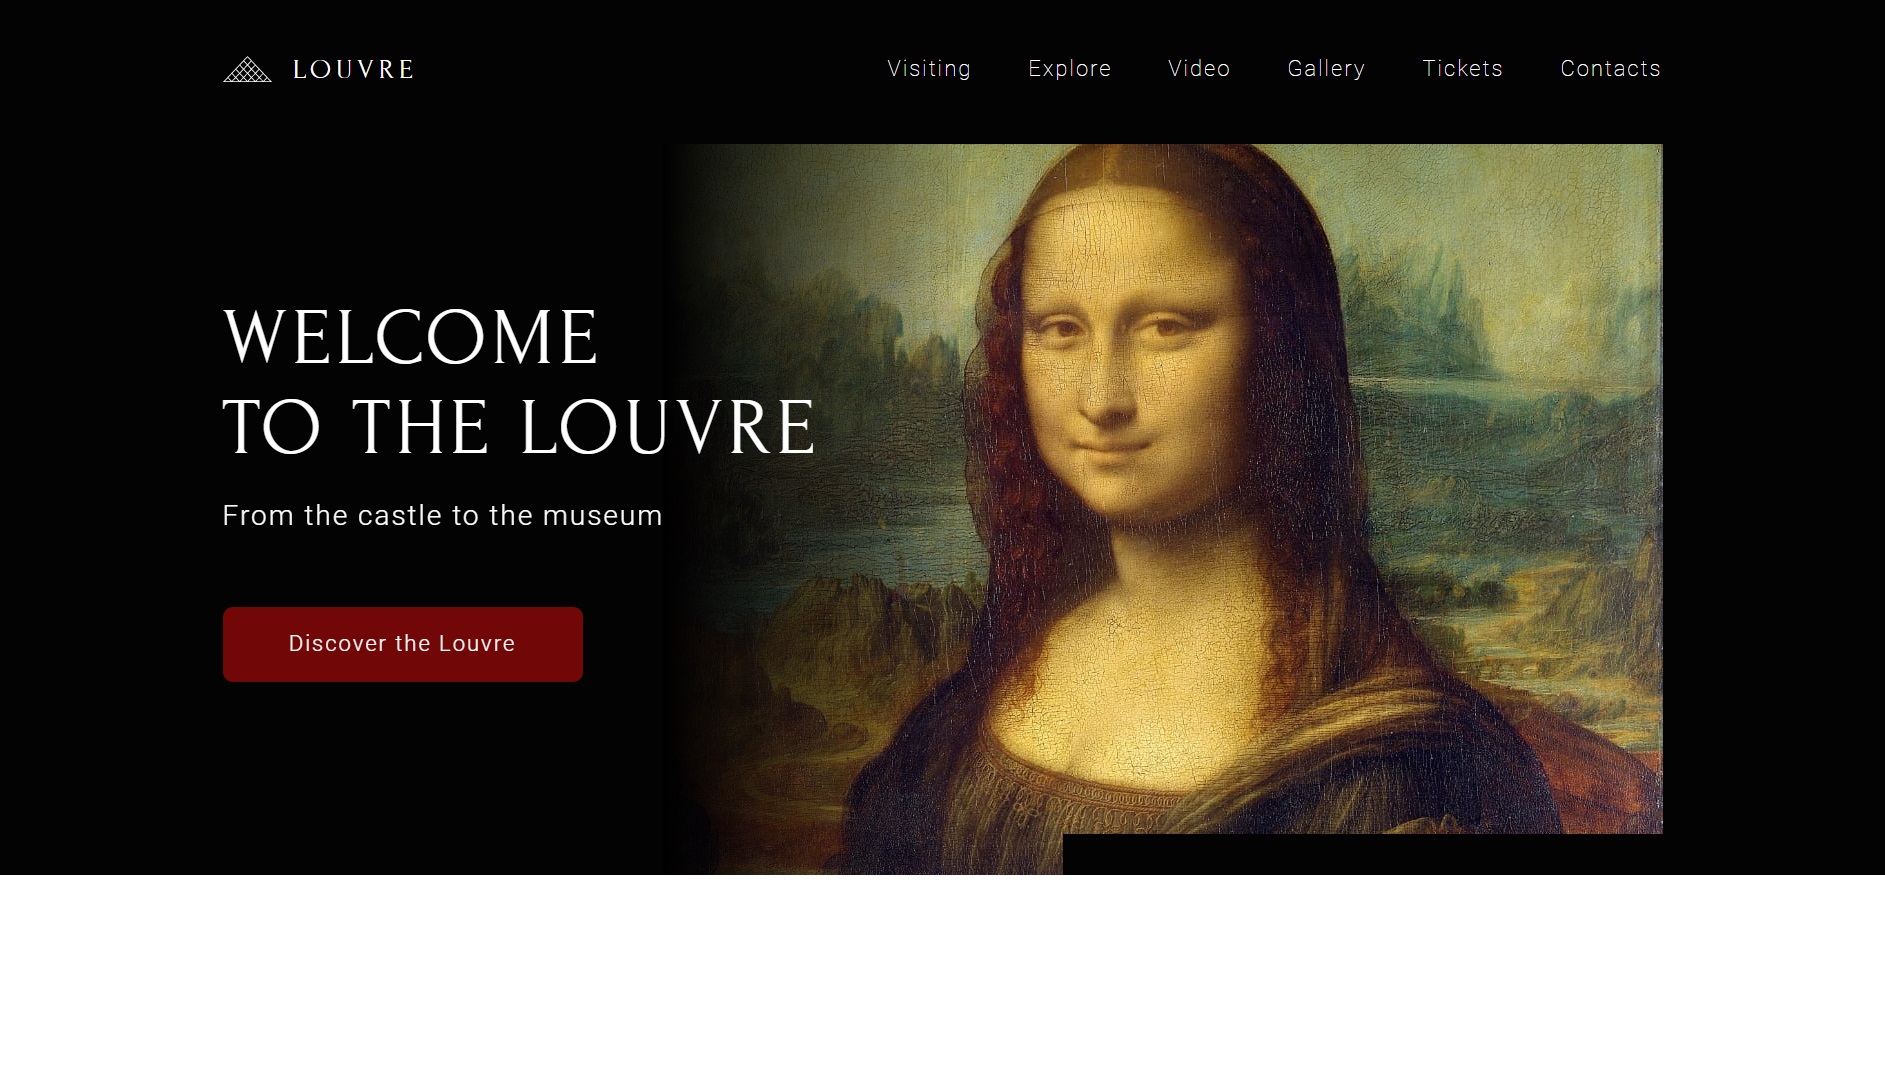 LOUVRE
Visiting
Explore
Video
Gallery
Tickets
Contacts
WELCOME
TO THE LOUVRE
From the castle to the museum
Discover the Louvre